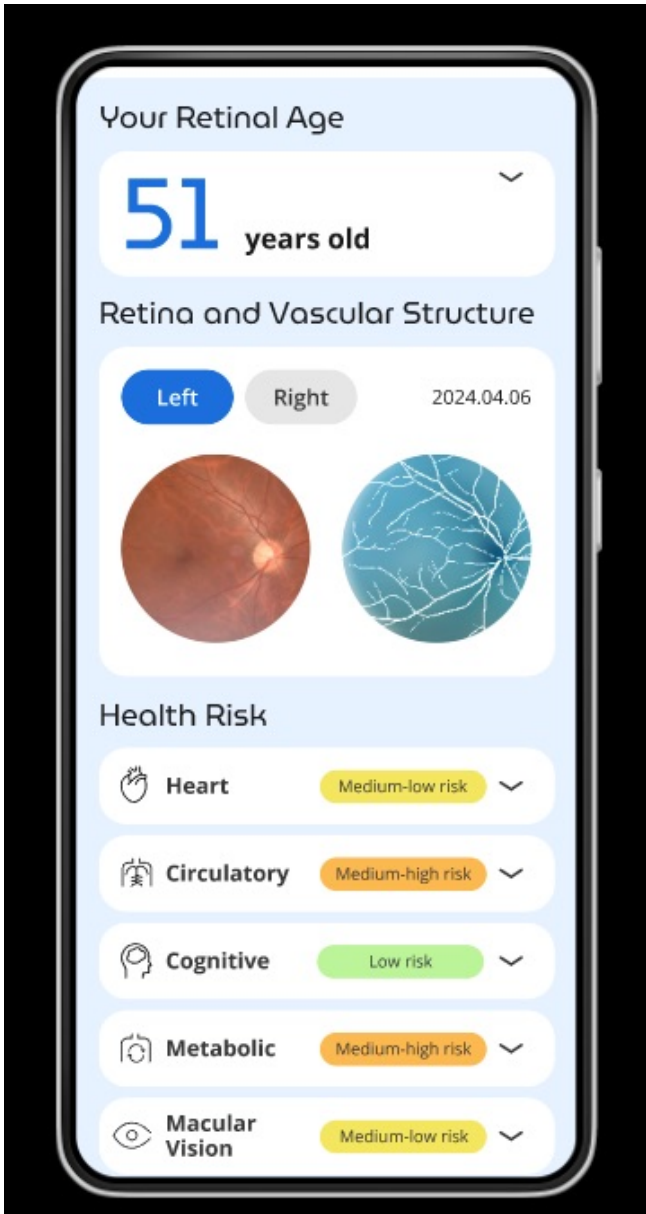 Your Retinal Age
51 years old
Retina and Vascular Structure
Left Right 2024.04.06
Health Risk
Heart Medium-low risk
Circulatory Medium-high risk
Cognitive Low risk
Metabolic Medium-high risk
Macular
Vision Medium-low risk